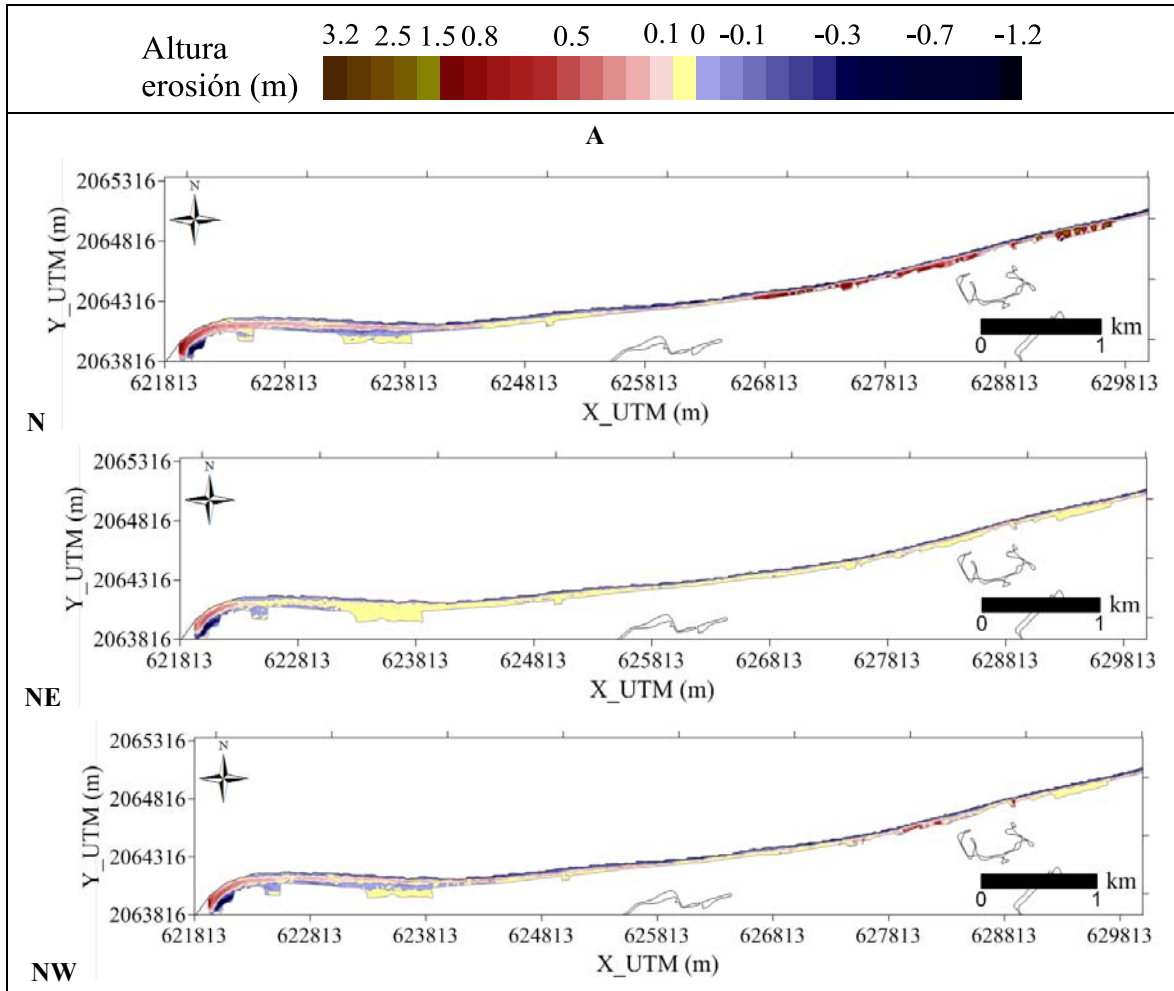 Altura
erosión (m)
3.2 2.5 1.5 0.8 0.5 0.1 0 -0.1 -0.3 -0.7 -1.2
A
N
Y_UTM (m)
2065316
2064816
2064316
2063816
621813 622813 623813 624813 625813 626813 627813 628813 629813
X_UTM (m)
km
0 1
N
N
Y_UTM (m)
2065316
2064816
2064316
2063816
621813 622813 623813 624813 625813 626813 627813 628813 629813
X_UTM (m)
km
0 1
NE
N
Y_UTM (m)
2065316
2064816
2064316
2063816
621813 622813 623813 624813 625813 626813 627813 628813 629813
X_UTM (m)
km
0 1
NW